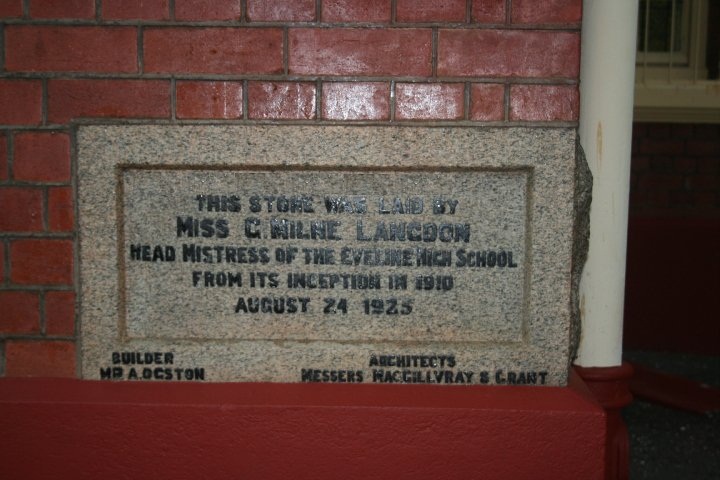 THIS STONE WAS LAID BY
MISS G. MILNE LANGDON
HEAD MISTRESS OF THE EVELINE HIGH SCHOOL
FROM ITS INCEPTION IN 1910
AUGUST 24 1925
BUILDER
MR A. OGSTON
ARCHITECTS
MESSERS MACGILLVRAY & GRANT